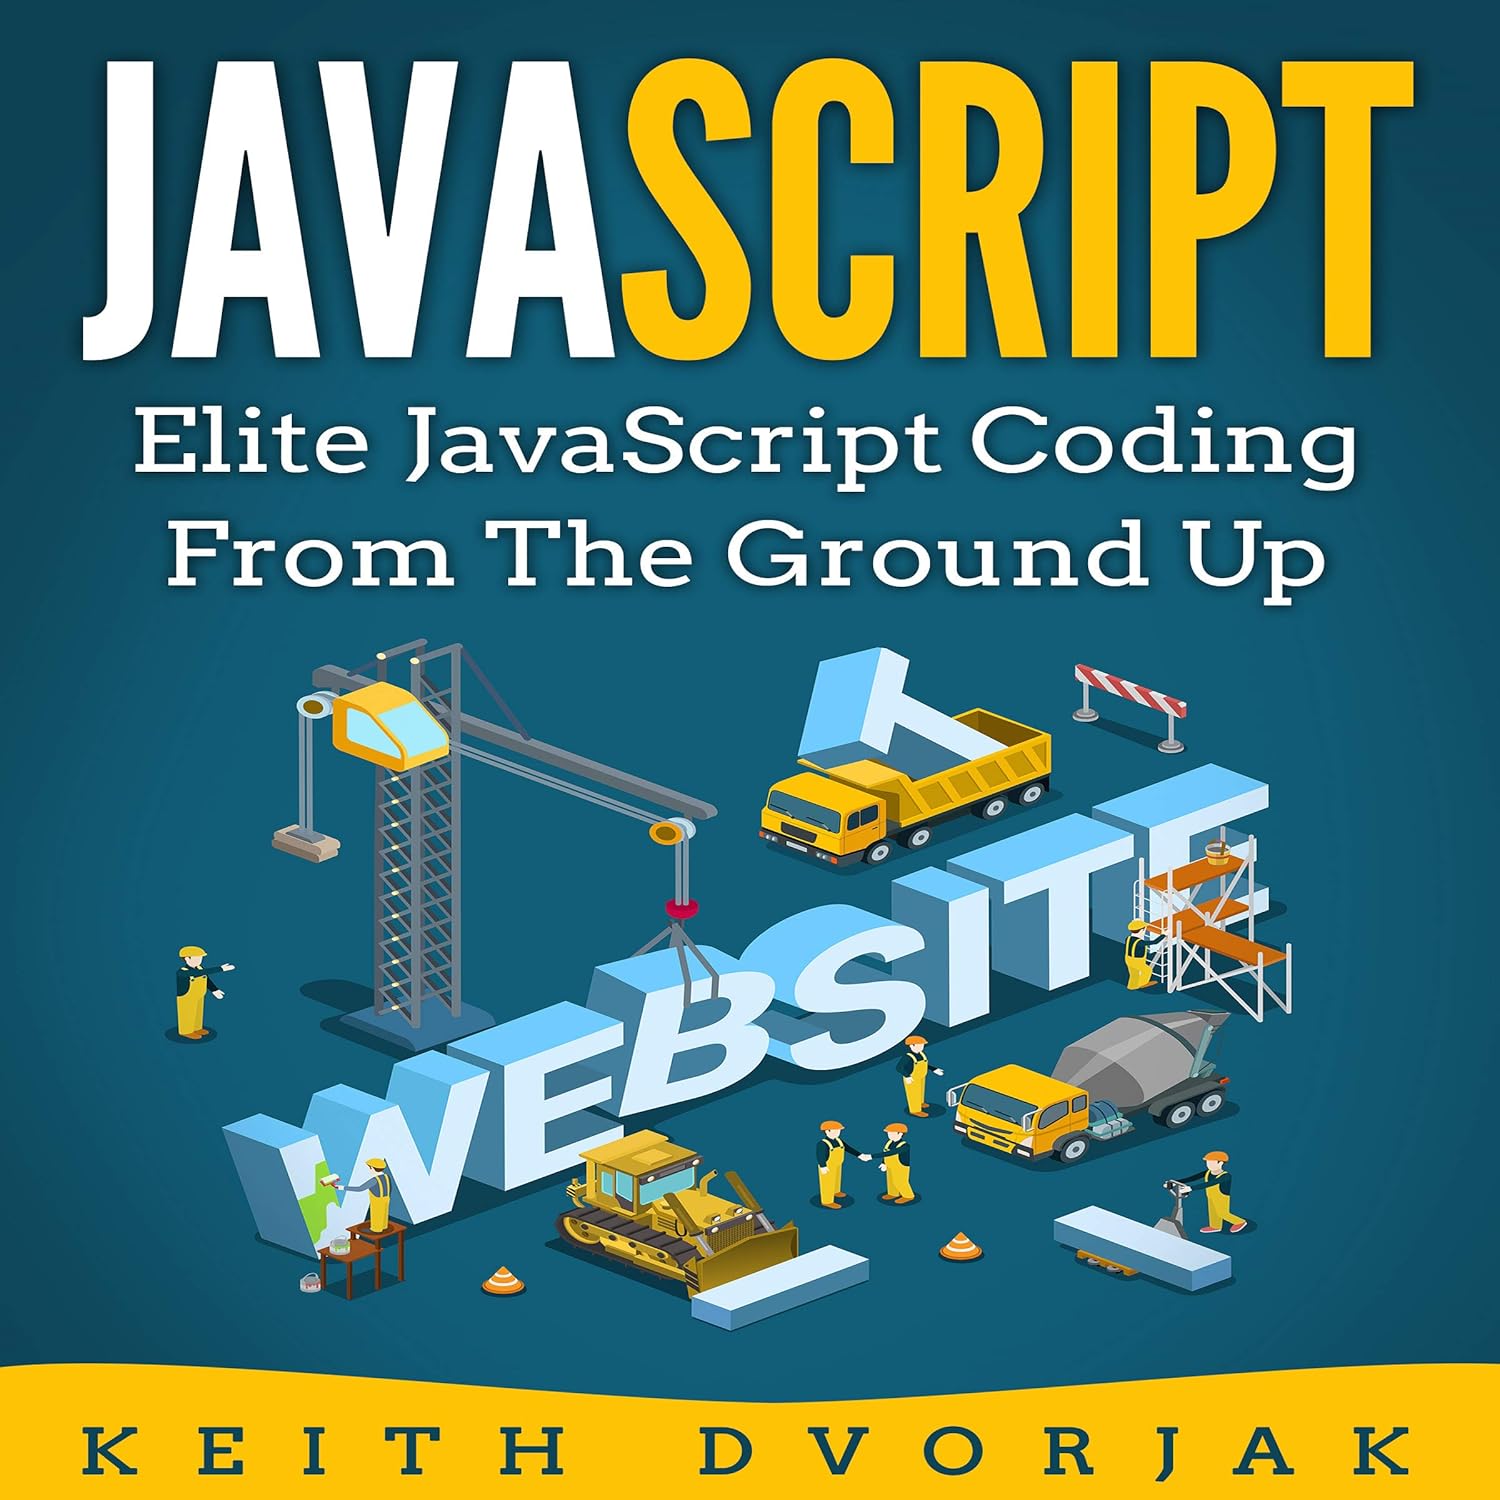 JAVASCRIPT
Elite JavaScript Coding
From The Ground Up
WEBSITE
KEITH DVORJAK